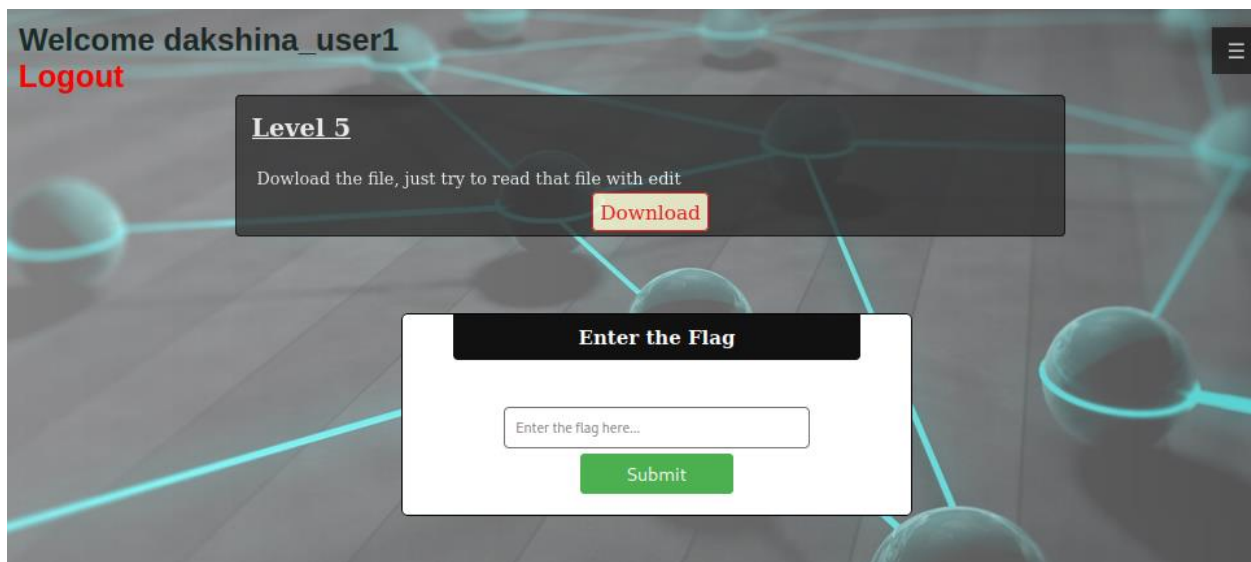 Welcome dakshina_user1
Logout
☰
Level 5
Dowload the file, just try to read that file with edit
Download
Enter the Flag
Enter the flag here...
Submit